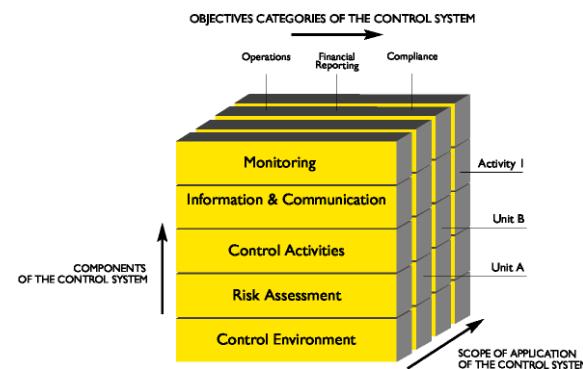 OBJECTIVES CATEGORIES OF THE CONTROL SYSTEM
Operations
Financial
Reporting
Compliance
Monitoring
Activity 1
Information & Communication
Unit B
Control Activities
COMPONENTS
OF THE CONTROL SYSTEM
Unit A
Risk Assessment
Control Environment
SCOPE OF APPLICATION
OF THE CONTROL SYSTEM